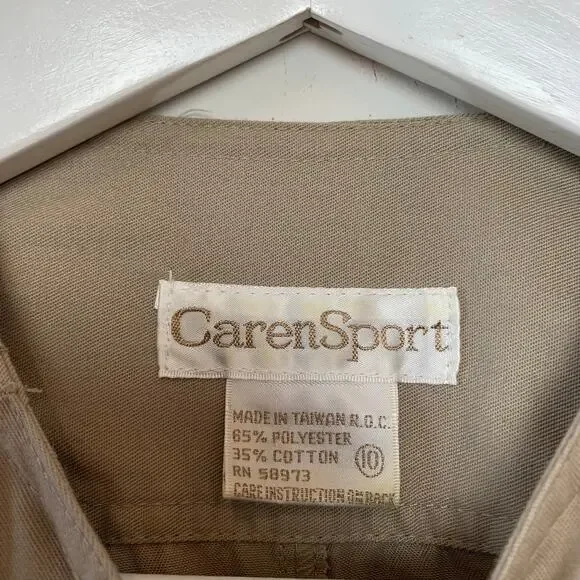 CarenSport
MADE IN TAIWAN R.O.C.
65% POLYESTER
35% COTTON 10
RN 58973
CARE INSTRUCTION ON BACK